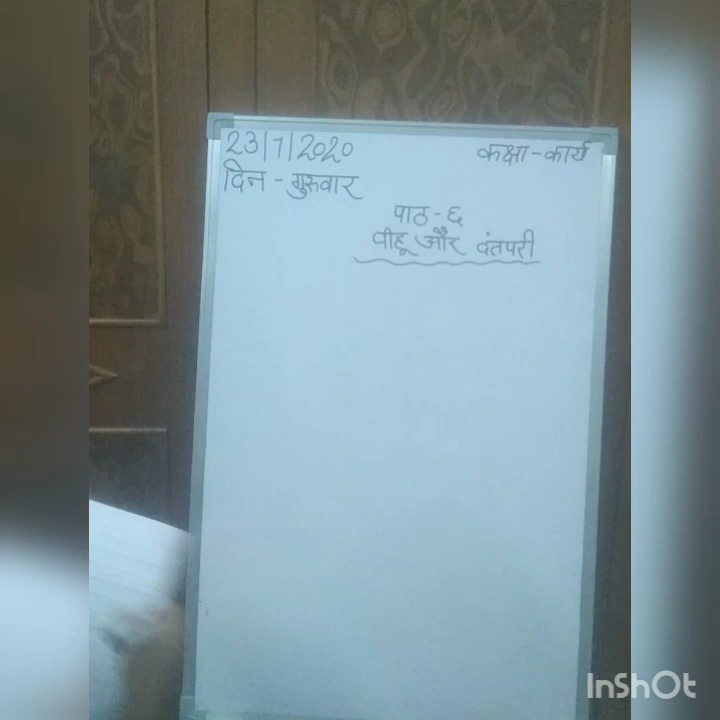 23/7/2020 कक्षा-कार्य
दिन - गुरुवार
पाठ-६
वीहू और दंतपरी
InShOt